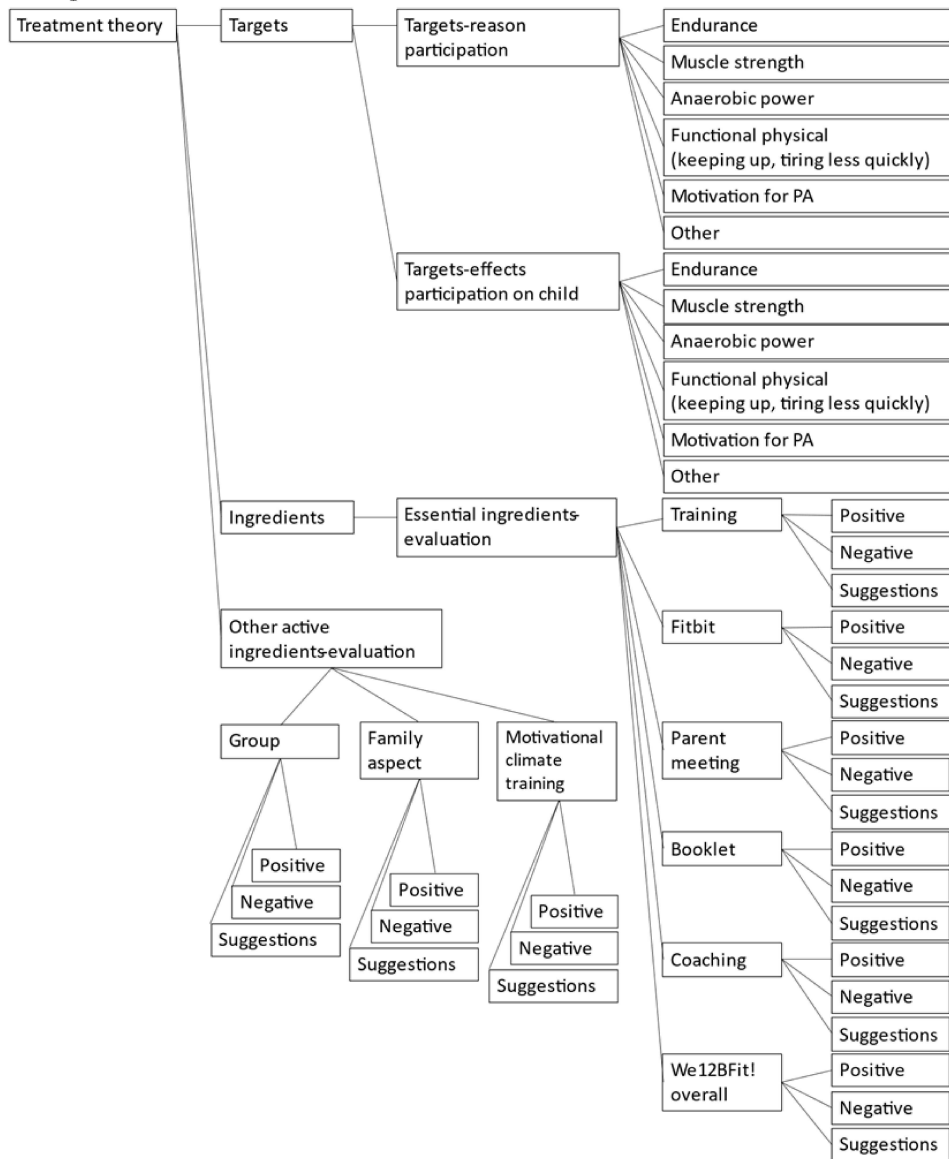 Treatment theory
Targets
Targets-reason
participation
Endurance
Muscle strength
Anaerobic power
Functional physical
(keeping up, tiring less quickly)
Motivation for PA
Other
Targets-effects
participation on child
Endurance
Muscle strength
Anaerobic power
Functional physical
(keeping up, tiring less quickly)
Motivation for PA
Other
Ingredients
Essential ingredients-
evaluation
Training
Positive
Negative
Suggestions
Fitbit
Positive
Negative
Suggestions
Parent
meeting
Positive
Negative
Suggestions
Booklet
Positive
Negative
Suggestions
Coaching
Positive
Negative
Suggestions
We12BFit!
overall
Positive
Negative
Suggestions
Other active
ingredients-evaluation
Group
Positive
Negative
Suggestions
Family
aspect
Positive
Negative
Suggestions
Motivational
climate
training
Positive
Negative
Suggestions